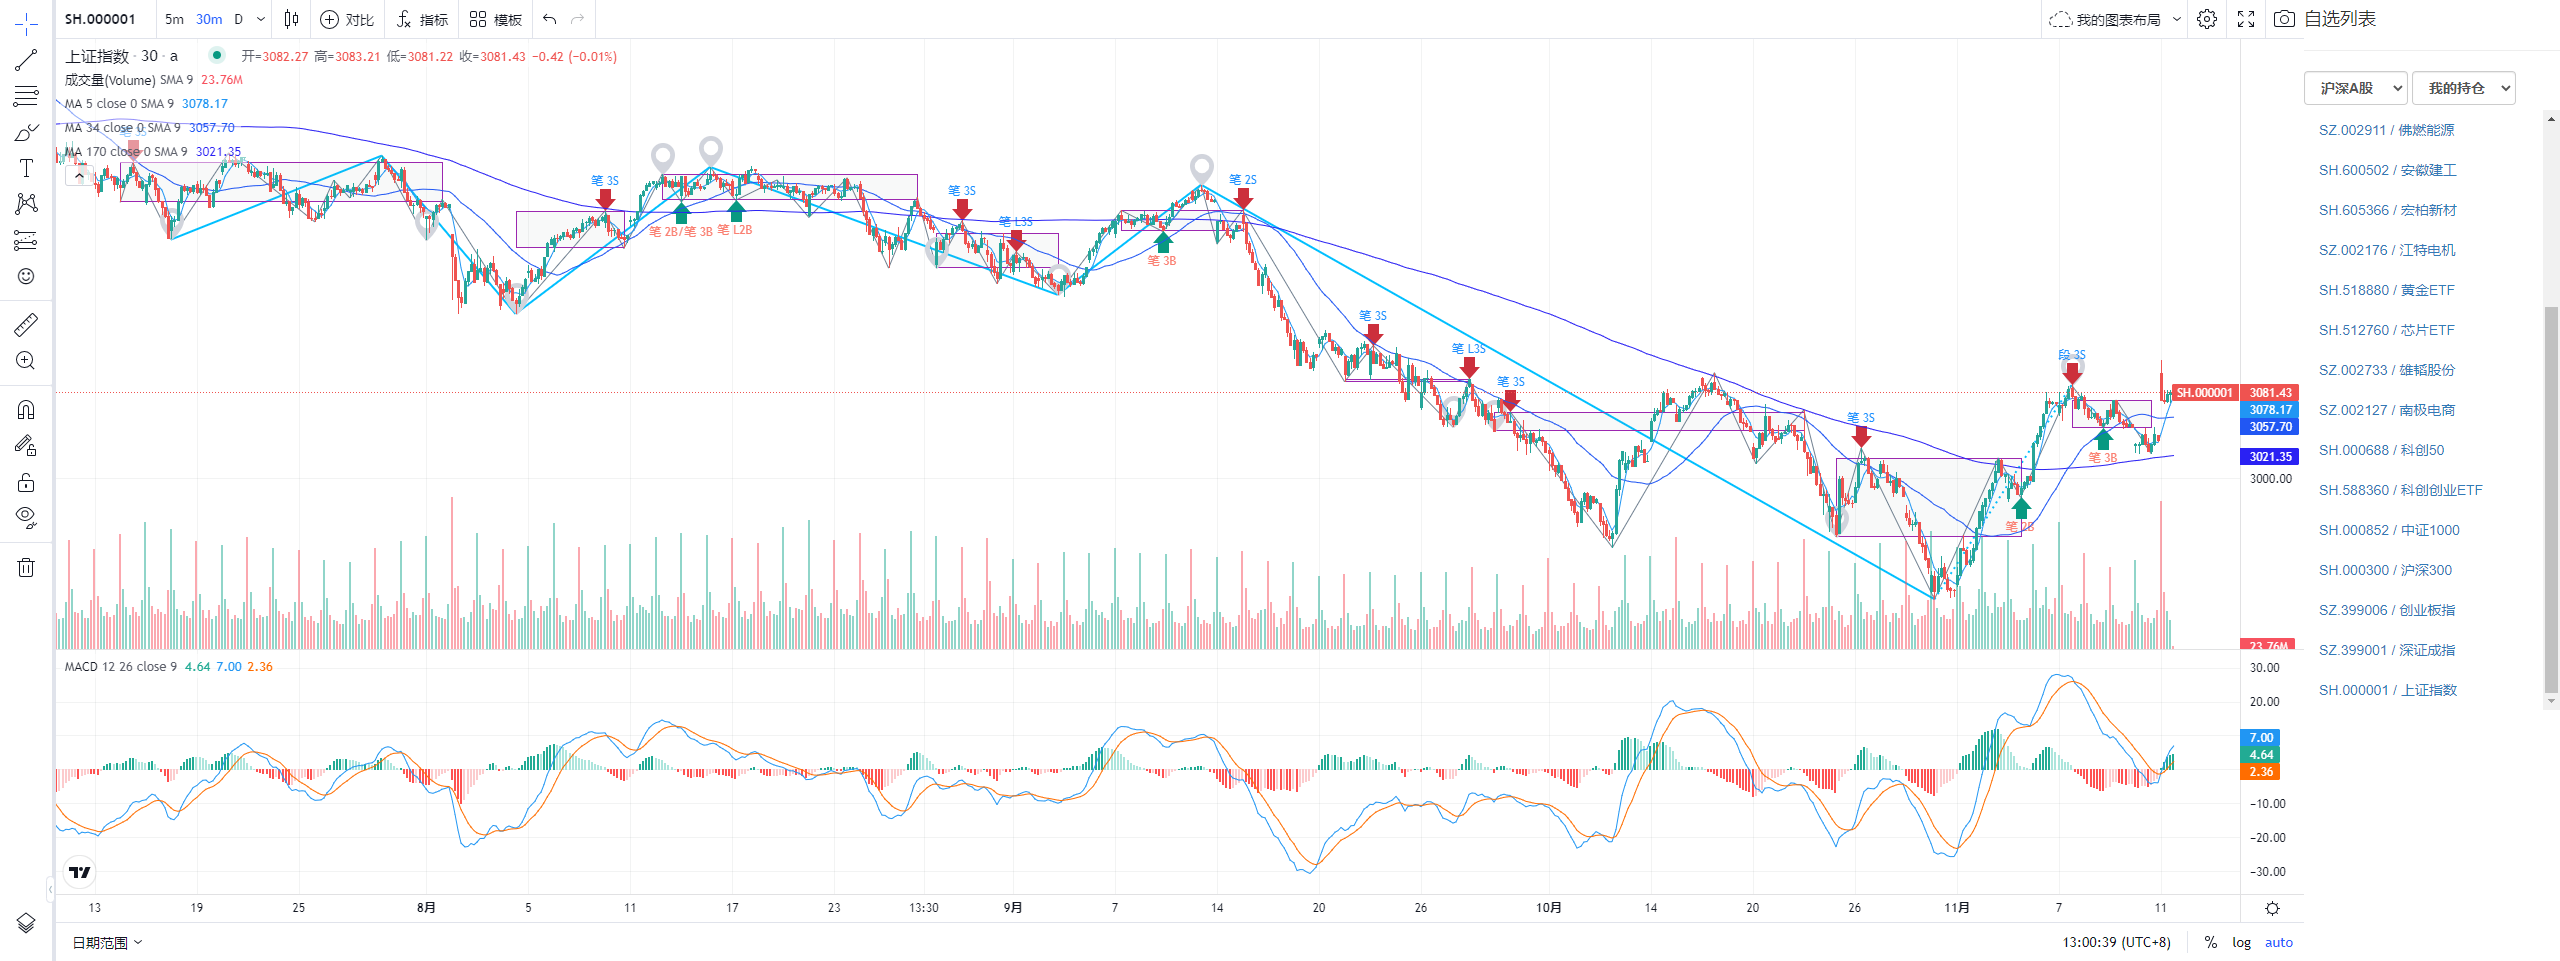 SH.000001 5m 30m D 对比 指标 模板 我的图表布局 自选列表
上证指数 · 30 · a 开=3082.27 高=3083.21 低=3081.22 收=3081.43 −0.42 (−0.01%)
成交量(Volume) SMA 9 23.76M
MA 5 close 0 SMA 9 3078.17
MA 34 close 0 SMA 9 3057.70
MA 170 close 0 SMA 9 3021.35
笔 3S
笔 3S
笔 2B/笔 3B
笔 L2B
笔 3S
笔 L3S
笔 3B
笔 2S
笔 3S
笔 L3S
笔 3S
笔 3S
笔 2B
段 3S
笔 3B
SH.000001 3081.43
3078.17
3057.70
3021.35
3000.00
23.76M
MACD 12 26 close 9 4.64 7.00 2.36
30.00
20.00
7.00
4.64
2.36
−10.00
−20.00
−30.00
13 19 25 8月 5 11 17 23 13:30 9月 7 14 20 26 10月 14 20 26 11月 7 11
日期范围 13:00:39 (UTC+8) % log auto
沪深A股 我的持仓
SZ.002911 / 佛燃能源
SH.600502 / 安徽建工
SH.605366 / 宏柏新材
SZ.002176 / 江特电机
SH.518880 / 黄金ETF
SH.512760 / 芯片ETF
SZ.002733 / 雄韬股份
SZ.002127 / 南极电商
SH.000688 / 科创50
SH.588360 / 科创创业ETF
SH.000852 / 中证1000
SH.000300 / 沪深300
SZ.399006 / 创业板指
SZ.399001 / 深证成指
SH.000001 / 上证指数